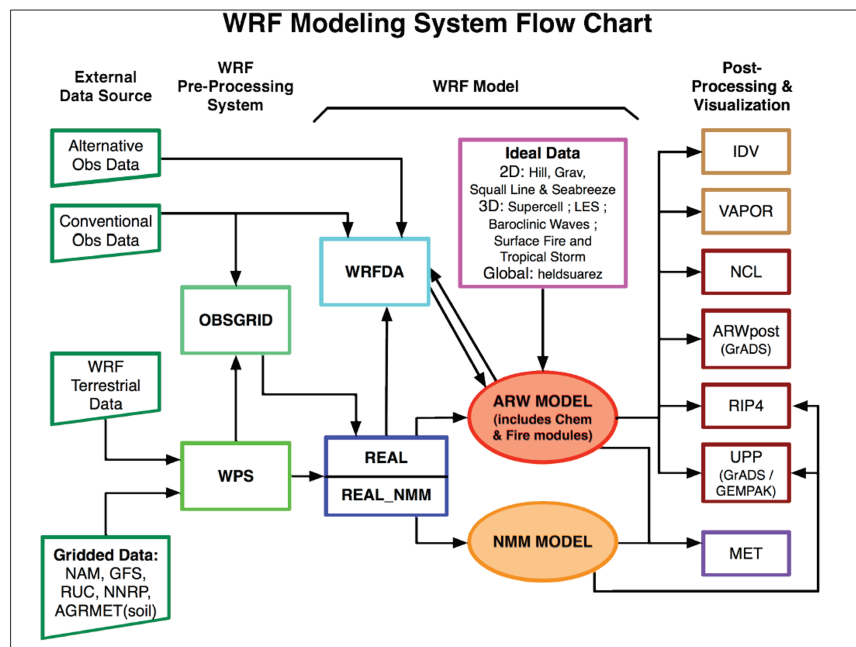 WRF Modeling System Flow Chart
External
Data Source
WRF
Pre-Processing
System
WRF Model
Post-
Processing &
Visualization
Alternative
Obs Data
Conventional
Obs Data
WRF
Terrestrial
Data
Gridded Data:
NAM, GFS,
RUC, NNRP,
AGRMET(soil)
OBSGRID
WPS
WRFDA
REAL
REAL_NMM
Ideal Data
2D: Hill, Grav,
Squall Line & Seabreeze
3D: Supercell ; LES ;
Baroclinic Waves ;
Surface Fire and
Tropical Storm
Global: heldsuarez
ARW MODEL
(includes Chem
& Fire modules)
NMM MODEL
IDV
VAPOR
NCL
ARWpost
(GrADS)
RIP4
UPP
(GrADS /
GEMPAK)
MET